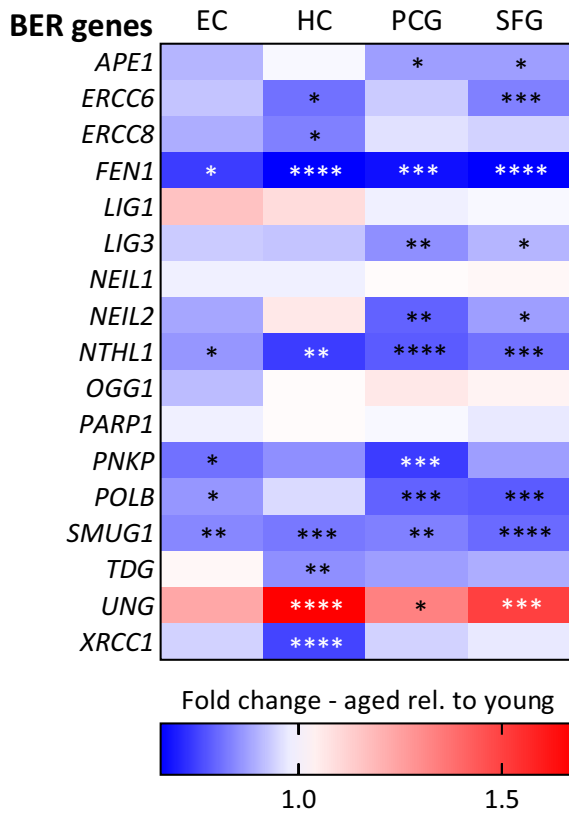 BER genes EC HC PCG SFG
APE1 * *
ERCC6 * ***
ERCC8 *
FEN1 * **** *** ****
LIG1
LIG3 ** *
NEIL1
NEIL2 ** *
NTHL1 * ** **** ***
OGG1
PARP1
PNKP * ***
POLB * *** ***
SMUG1 ** *** ** ****
TDG **
UNG **** * ***
XRCC1 ****
Fold change - aged rel. to young
1.0 1.5